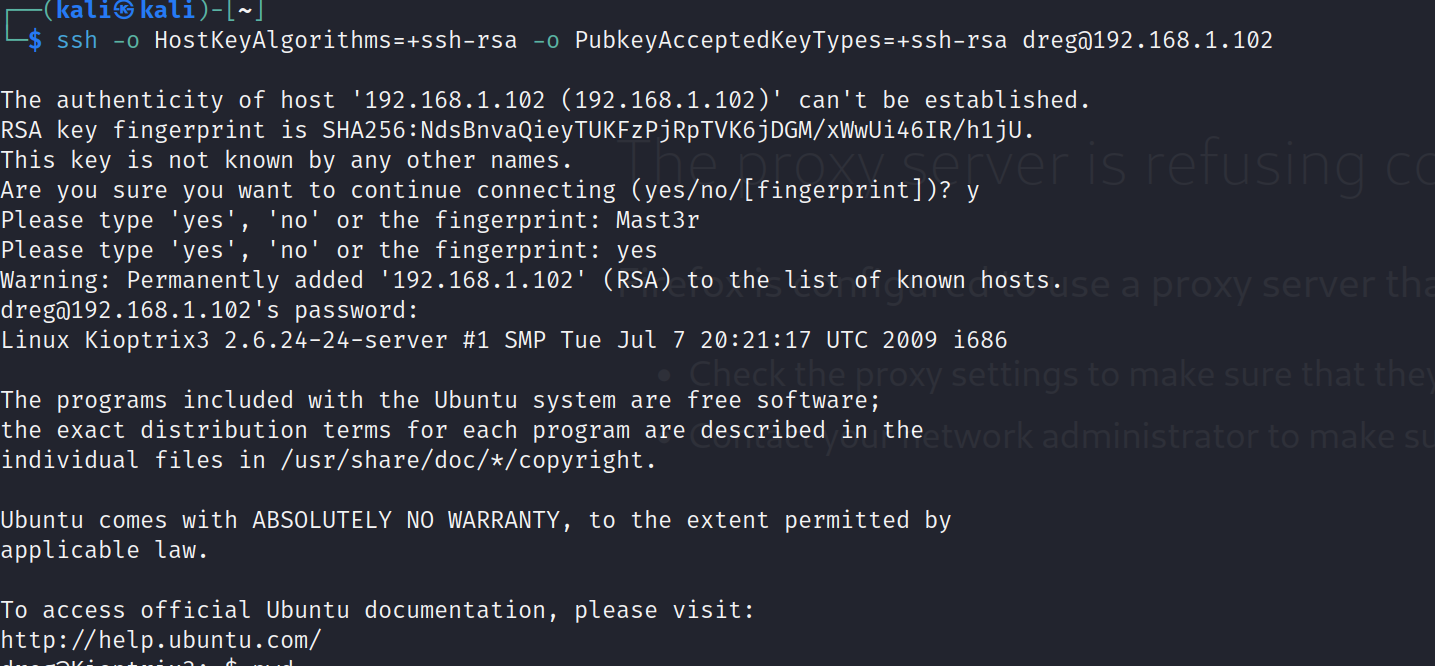 ┌──(kali㉿kali)-[~]
└─$ ssh -o HostKeyAlgorithms=+ssh-rsa -o PubkeyAcceptedKeyTypes=+ssh-rsa dreg@192.168.1.102
The authenticity of host '192.168.1.102 (192.168.1.102)' can't be established.
RSA key fingerprint is SHA256:NdsBnvaQieyTUKFzPjRpTVK6jDGM/xWwUi46IR/h1jU.
This key is not known by any other names.
Are you sure you want to continue connecting (yes/no/[fingerprint])? y
Please type 'yes', 'no' or the fingerprint: Mast3r
Please type 'yes', 'no' or the fingerprint: yes
Warning: Permanently added '192.168.1.102' (RSA) to the list of known hosts.
dreg@192.168.1.102's password:
Linux Kioptrix3 2.6.24-24-server #1 SMP Tue Jul 7 20:21:17 UTC 2009 i686
The programs included with the Ubuntu system are free software;
the exact distribution terms for each program are described in the
individual files in /usr/share/doc/*/copyright.
Ubuntu comes with ABSOLUTELY NO WARRANTY, to the extent permitted by
applicable law.
To access official Ubuntu documentation, please visit:
http://help.ubuntu.com/
The proxy server is refusing
Firefox is configured to use a proxy server
• Check the proxy settings to make sure that they
• Contact your network administrator to make